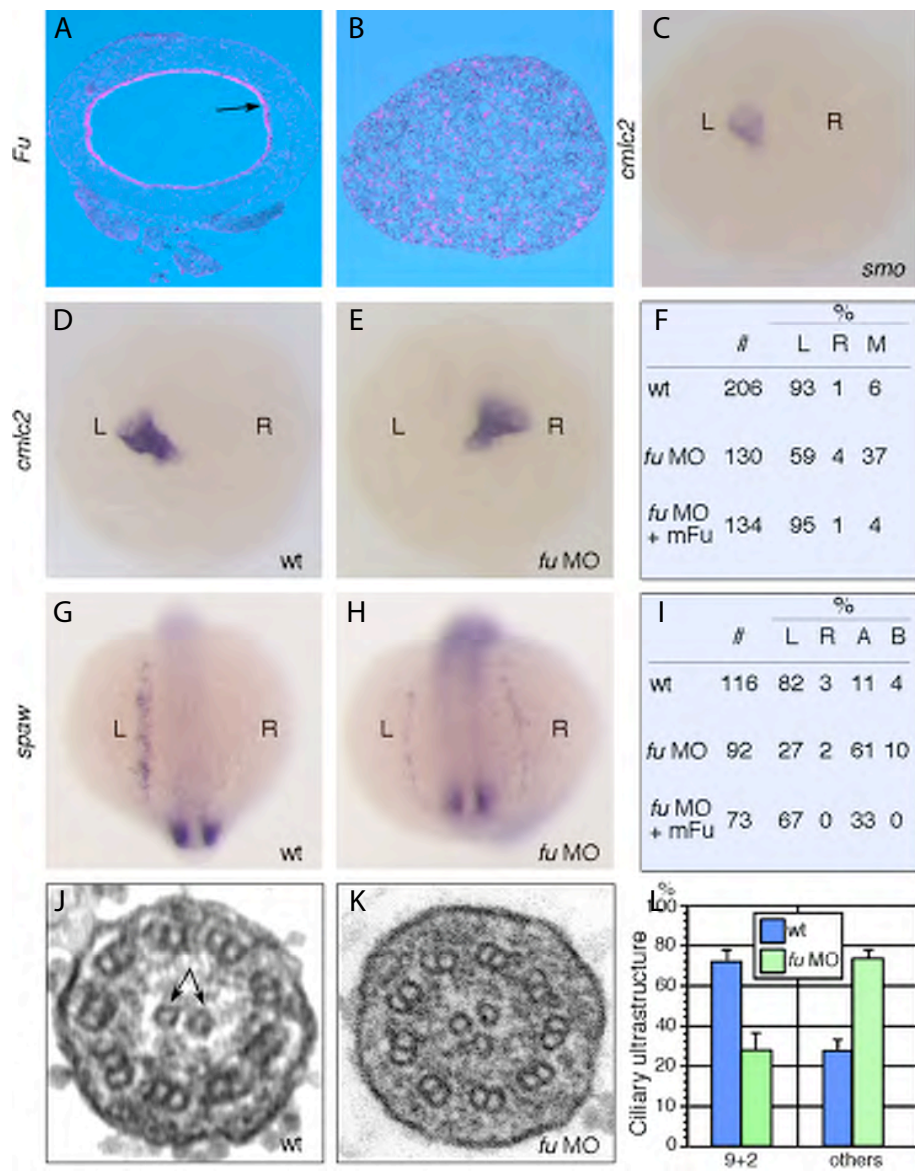 A
B
C
Fu
cmlc2
L R
smo
D
E
F
cmlc2
L R
wt
L R
fu MO
%
# L R M
wt 206 93 1 6
fu MO 130 59 4 37
fu MO
+ mFu 134 95 1 4
G
H
I
spaw
L R
wt
L R
fu MO
%
# L R A B
wt 116 82 3 11 4
fu MO 92 27 2 61 10
fu MO
+ mFu 73 67 0 33 0
J
wt
K
fu MO
L
%
Ciliary ultrastructure
100
80
60
40
20
10
0
wt
fu MO
9+2 others